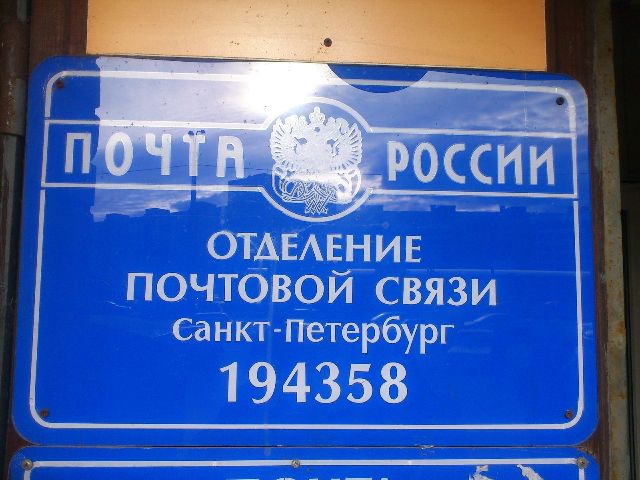 ПОЧТА РОССИИ
ОТДЕЛЕНИЕ
ПОЧТОВОЙ СВЯЗИ
Санкт-Петербург
194358